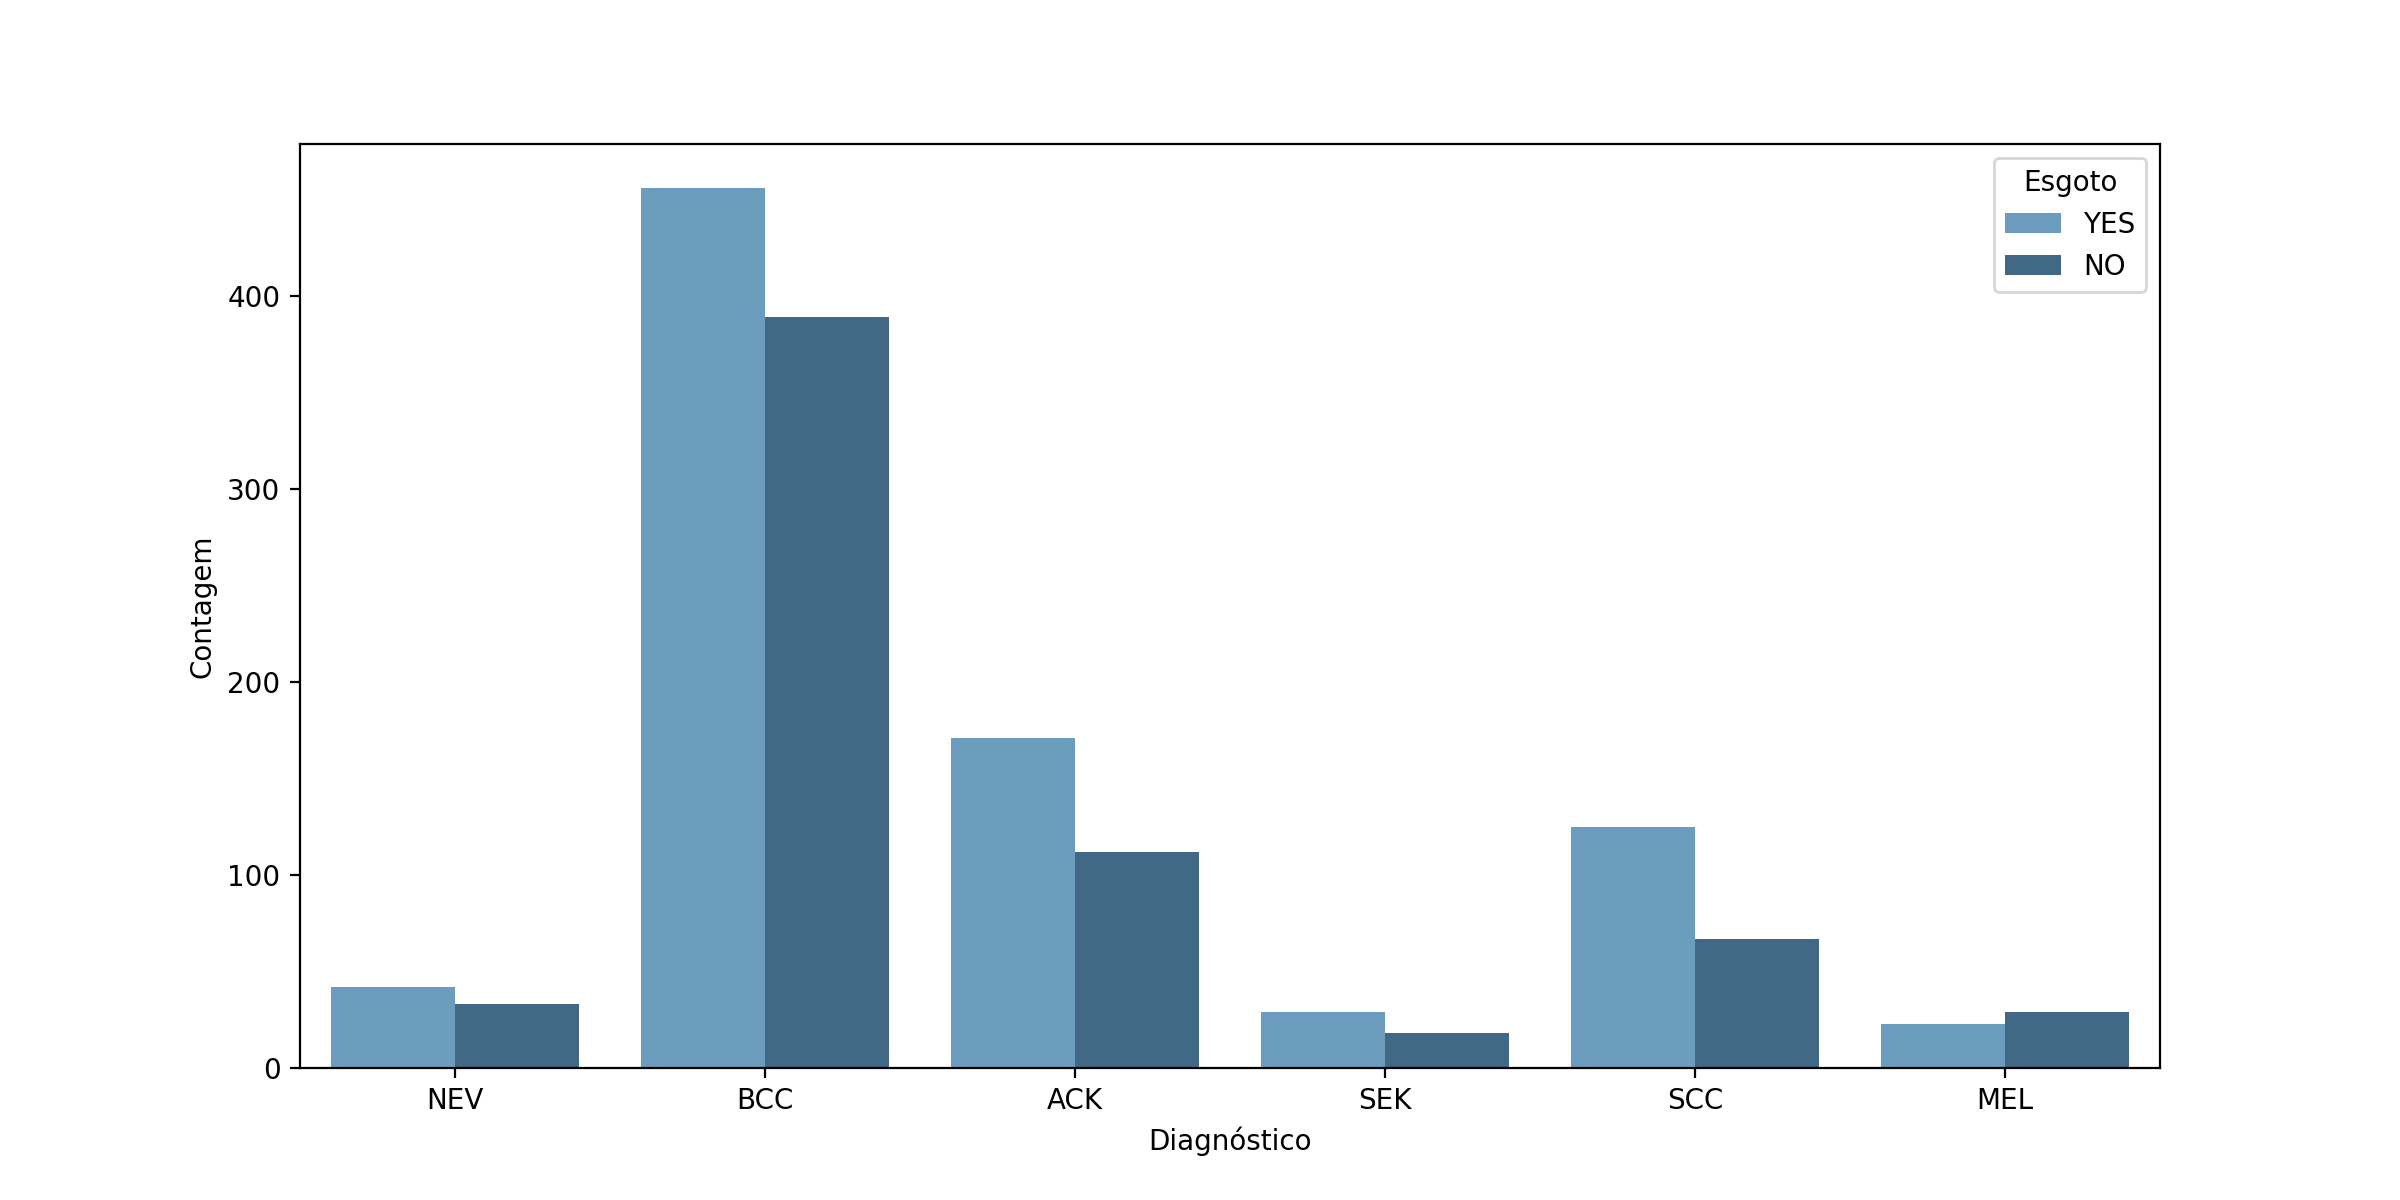 Esgoto
YES
NO
400
300
200
100
0
Contagem
NEV BCC ACK SEK SCC MEL
Diagnóstico